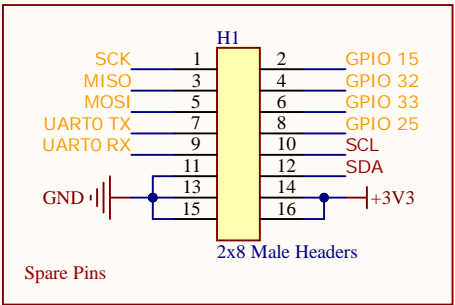 H1
SCK 1 2 GPIO 15
MISO 3 4 GPIO 32
MOSI 5 6 GPIO 33
UART0 TX 7 8 GPIO 25
UART0 RX 9 10 SCL
11 12 SDA
GND 13 14 +3V3
15 16
2x8 Male Headers
Spare Pins